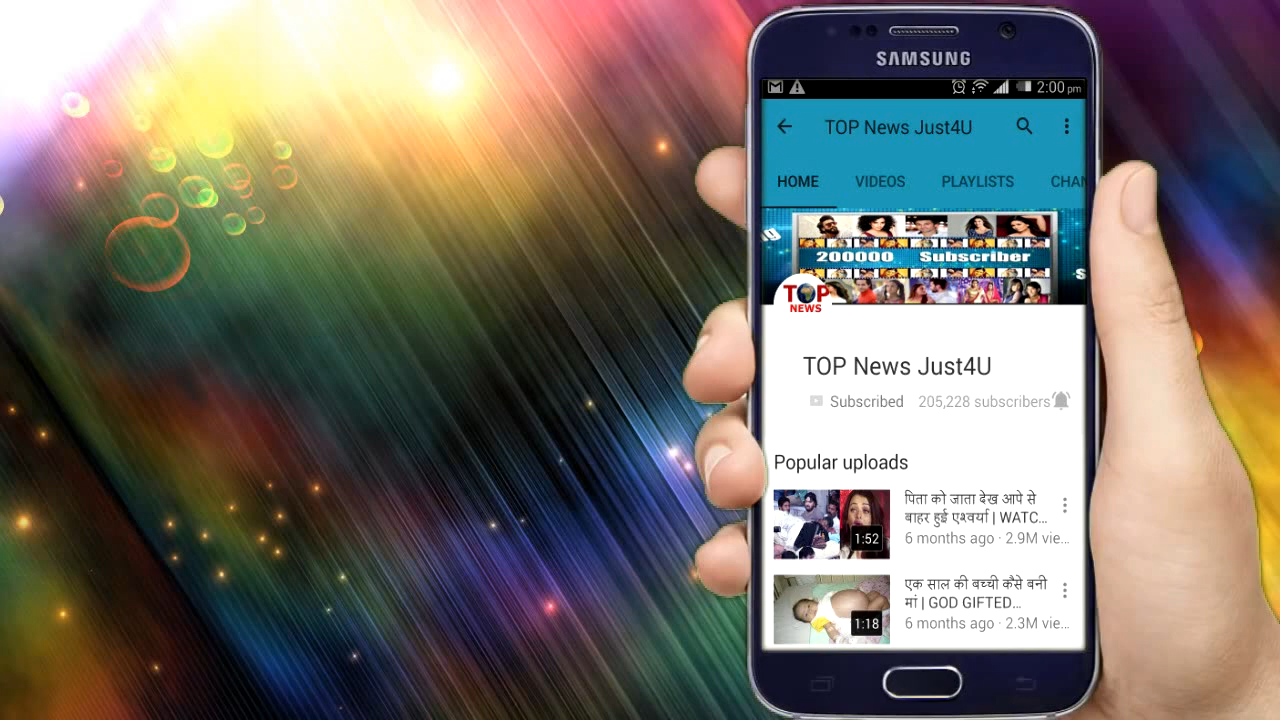 SAMSUNG
2:00 pm
TOP News Just4U
HOME VIDEOS PLAYLISTS CHAN
200000 Subscriber
TOP
NEWS
TOP News Just4U
Subscribed 205,228 subscribers
Popular uploads
पिता को जाता देख आपे से
बाहर हुई एश्वर्या | WATC...
6 months ago · 2.9M vie...
1:52
एक साल की बच्ची कैसे बनी
मां | GOD GIFTED...
6 months ago · 2.3M vie...
1:18